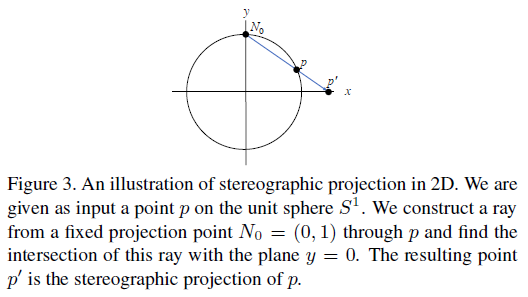 y
N₀
p
p'
x
Figure 3. An illustration of stereographic projection in 2D. We are
given as input a point p on the unit sphere S¹. We construct a ray
from a fixed projection point N₀ = (0, 1) through p and find the
intersection of this ray with the plane y = 0. The resulting point
p′ is the stereographic projection of p.